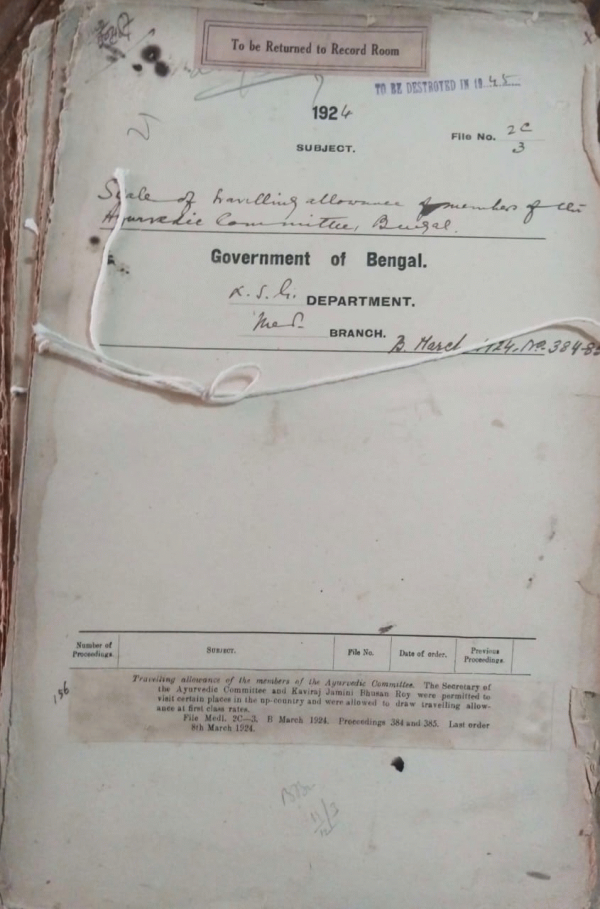 To be Returned to Record Room
TO BE DESTROYED IN 19 45
1924
File No. 2C
3
SUBJECT.
Scale of travelling allowance of members of the
Ayurvedic Committee, Bengal.
Government of Bengal.
L. S. G. DEPARTMENT.
Med. BRANCH.
B. March 1924, No. 384-85
Number of Proceedings.
SUBJECT.
File No.
Date of order.
Previous Proceedings.
136
Travelling allowance of the members of the Ayurvedic Committee. The Secretary of
the Ayurvedic Committee and Kaviraj Jamini Bhusan Roy were permitted to
visit certain places in the up-country and were allowed to draw travelling allow-
ance at first class rates.
File Medl. 2C—3. B March 1924. Proceedings 384 and 385. Last order
8th March 1924.